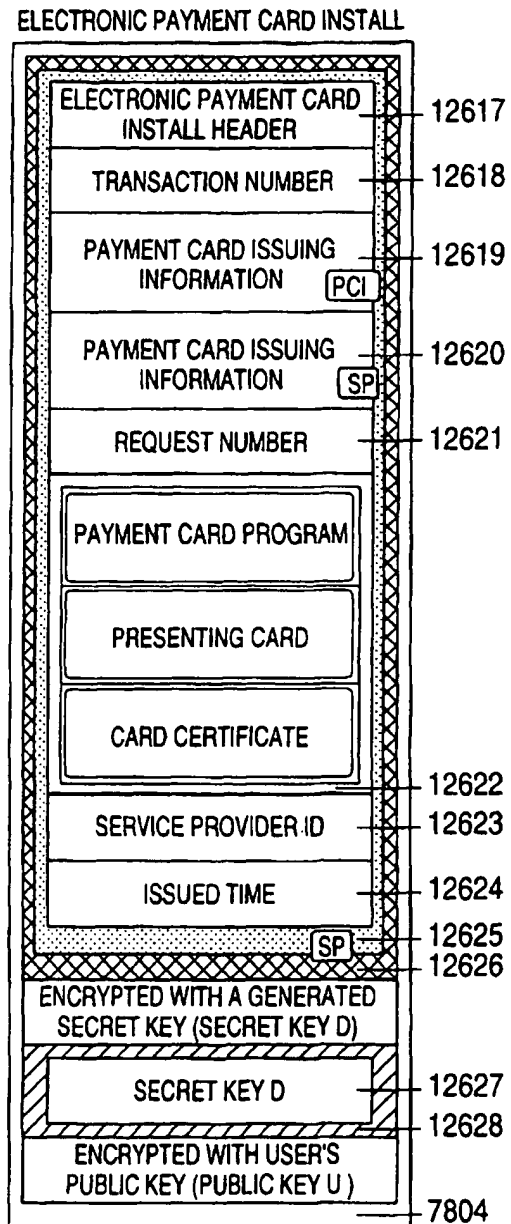 ELECTRONIC PAYMENT CARD INSTALL
ELECTRONIC PAYMENT CARD
INSTALL HEADER
12617
TRANSACTION NUMBER
12618
PAYMENT CARD ISSUING
INFORMATION
PCI
12619
PAYMENT CARD ISSUING
INFORMATION
SP
12620
REQUEST NUMBER
12621
PAYMENT CARD PROGRAM
PRESENTING CARD
CARD CERTIFICATE
12622
SERVICE PROVIDER ID
12623
ISSUED TIME
12624
SP
12625
12626
ENCRYPTED WITH A GENERATED
SECRET KEY (SECRET KEY D)
SECRET KEY D
12627
12628
ENCRYPTED WITH USER'S
PUBLIC KEY (PUBLIC KEY U )
7804